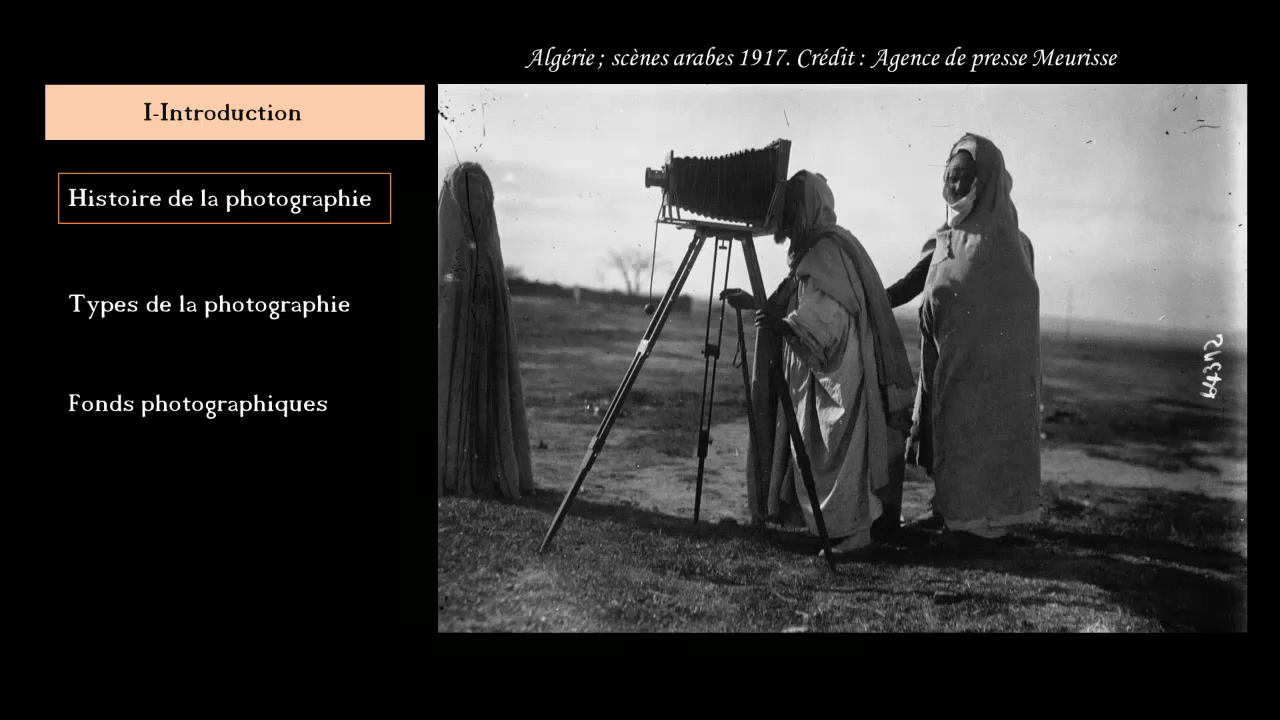 Algérie ; scènes arabes 1917. Crédit : Agence de presse Meurisse
I-Introduction
Histoire de la photographie
Types de la photographie
Fonds photographiques